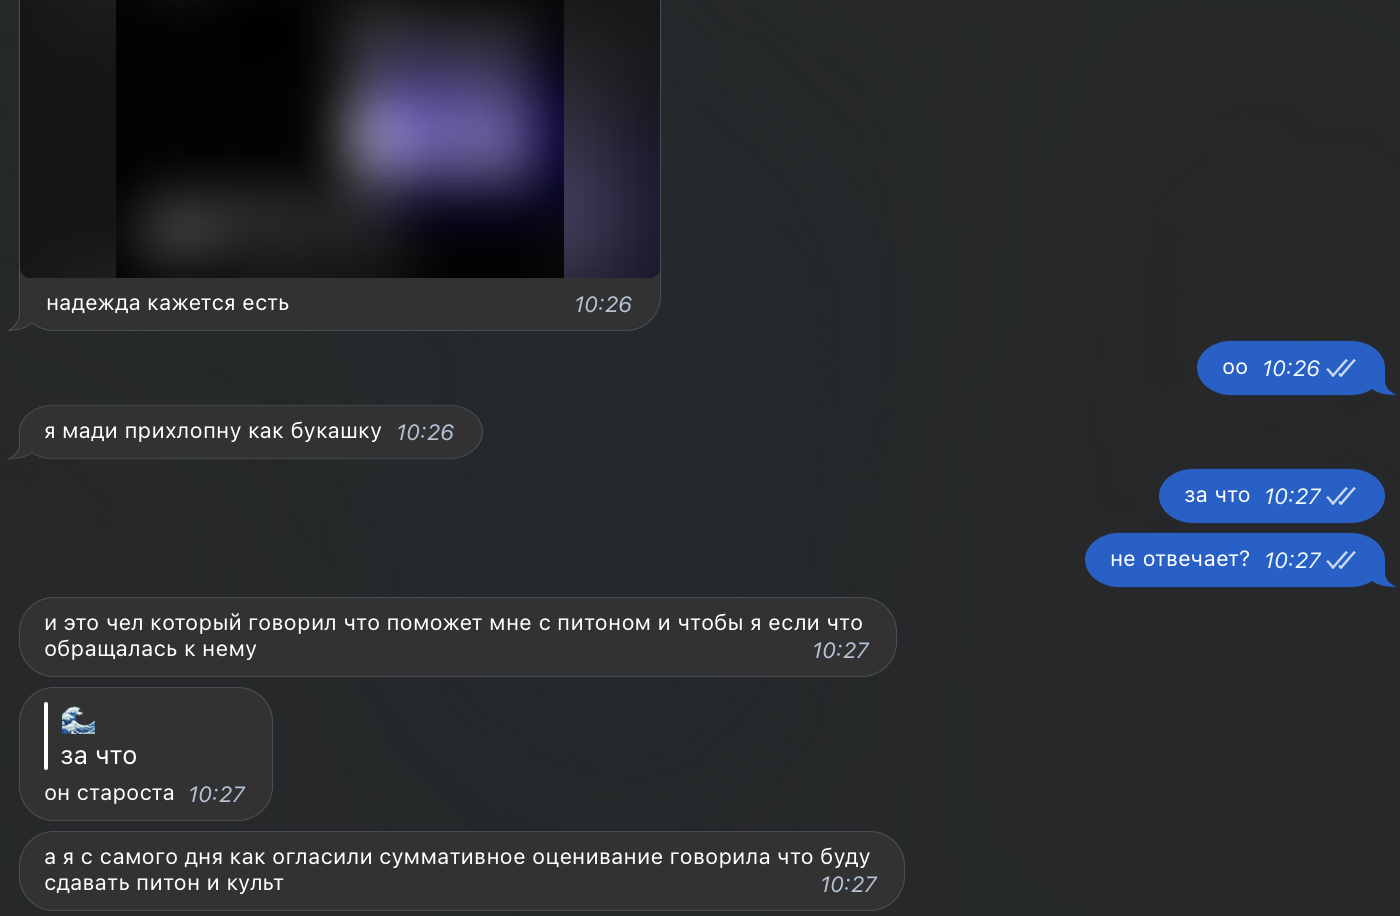 надежда кажется есть 10:26
оо 10:26
я мади прихлопну как букашку 10:26
за что 10:27
не отвечает? 10:27
и это чел который говорил что поможет мне с питоном и чтобы я если что
обращалась к нему 10:27
🌊
за что
он староста 10:27
а я с самого дня как огласили суммативное оценивание говорила что буду
сдавать питон и культ 10:27